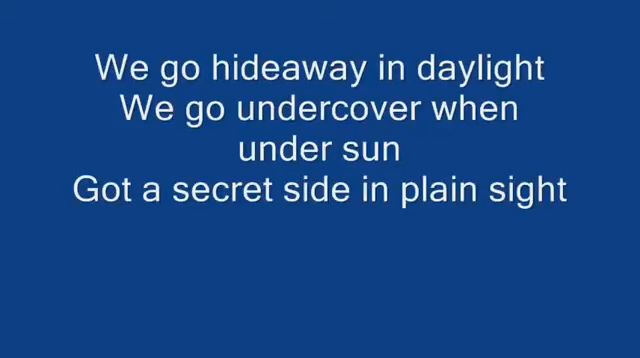 We go hideaway in daylight
We go undercover when
under sun
Got a secret side in plain sight